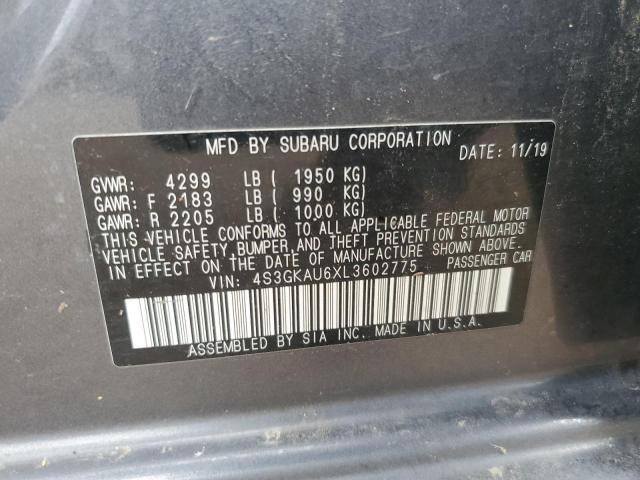 MFD BY SUBARU CORPORATION DATE: 11/19
GVWR: 4299 LB ( 1950 KG)
GAWR: F 2183 LB ( 990 KG)
GAWR: R 2205 LB ( 1000 KG)
THIS VEHICLE CONFORMS TO ALL APPLICABLE FEDERAL MOTOR
VEHICLE SAFETY, BUMPER, AND THEFT PREVENTION STANDARDS
IN EFFECT ON THE DATE OF MANUFACTURE SHOWN ABOVE.
VIN: 4S3GKAU6XL3602775 PASSENGER CAR
ASSEMBLED BY SIA INC. MADE IN U.S.A.